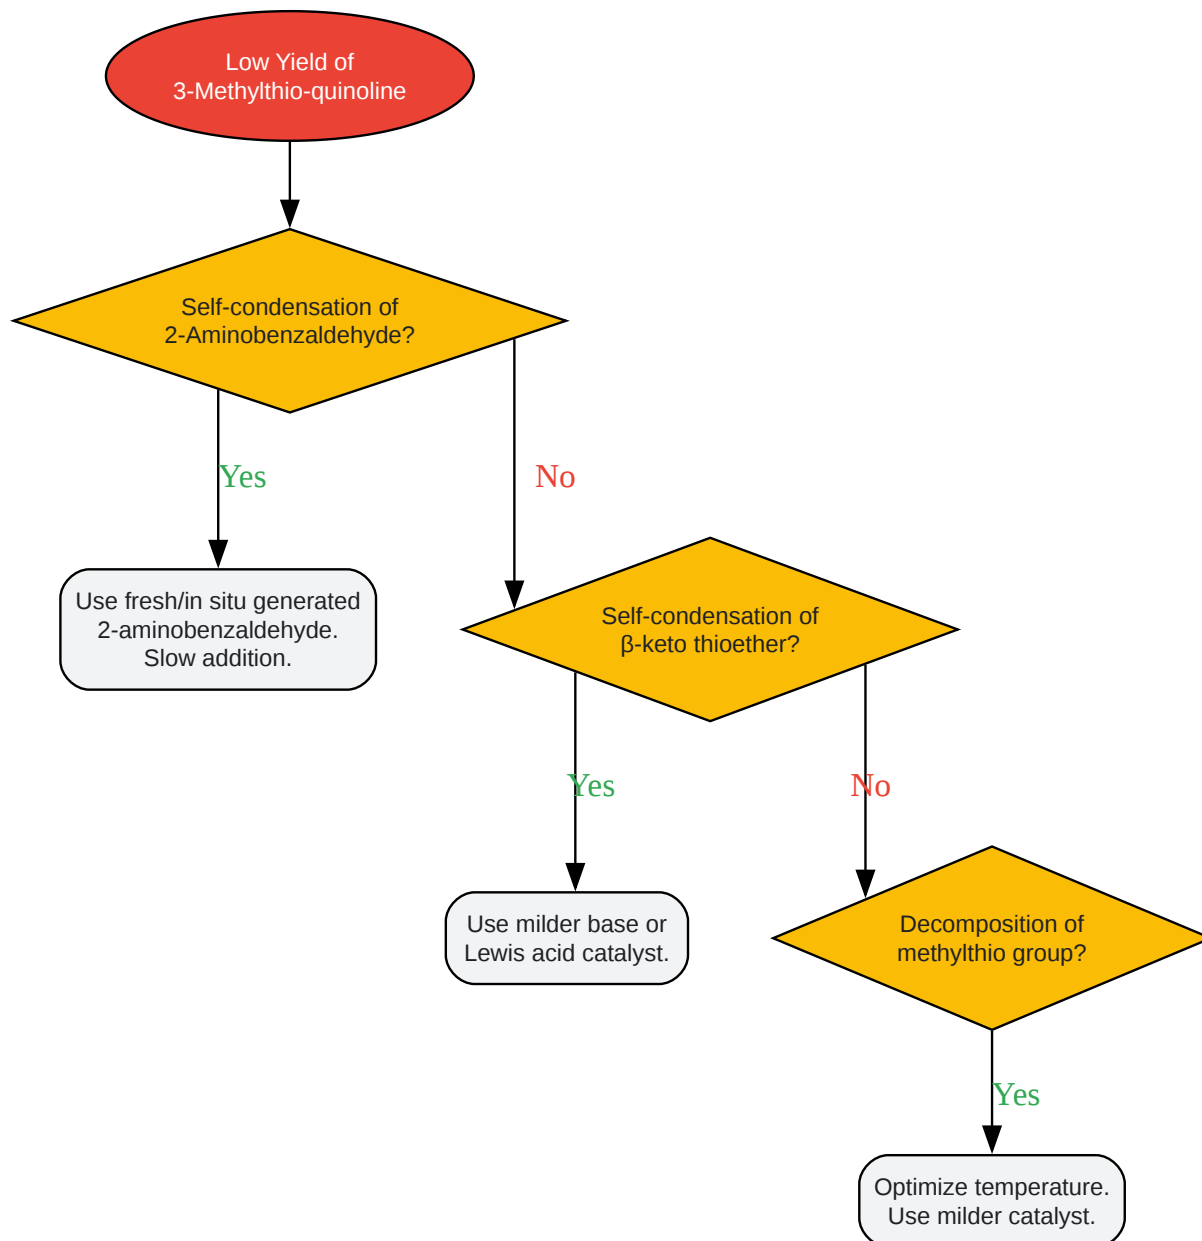 Low Yield of
3-Methylthio-quinoline
Self-condensation of
2-Aminobenzaldehyde?
Yes
No
Use fresh/in situ generated
2-aminobenzaldehyde.
Slow addition.
Self-condensation of
β-keto thioether?
Yes
No
Use milder base or
Lewis acid catalyst.
Decomposition of
methylthio group?
Yes
Optimize temperature.
Use milder catalyst.